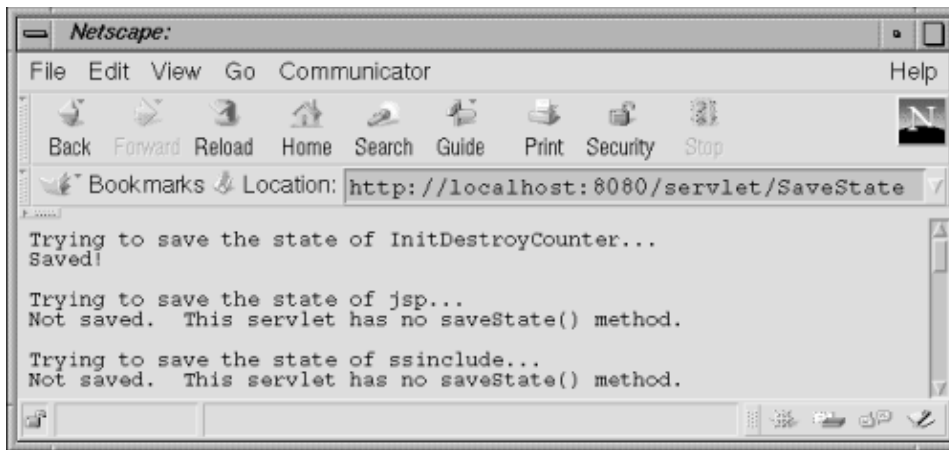 Netscape:
File Edit View Go Communicator Help
Back Forward Reload Home Search Guide Print Security Stop
N
Bookmarks Location: http://localhost:8080/servlet/SaveState
Trying to save the state of InitDestroyCounter...
Saved!
Trying to save the state of jsp...
Not saved.  This servlet has no saveState() method.
Trying to save the state of ssinclude...
Not saved.  This servlet has no saveState() method.